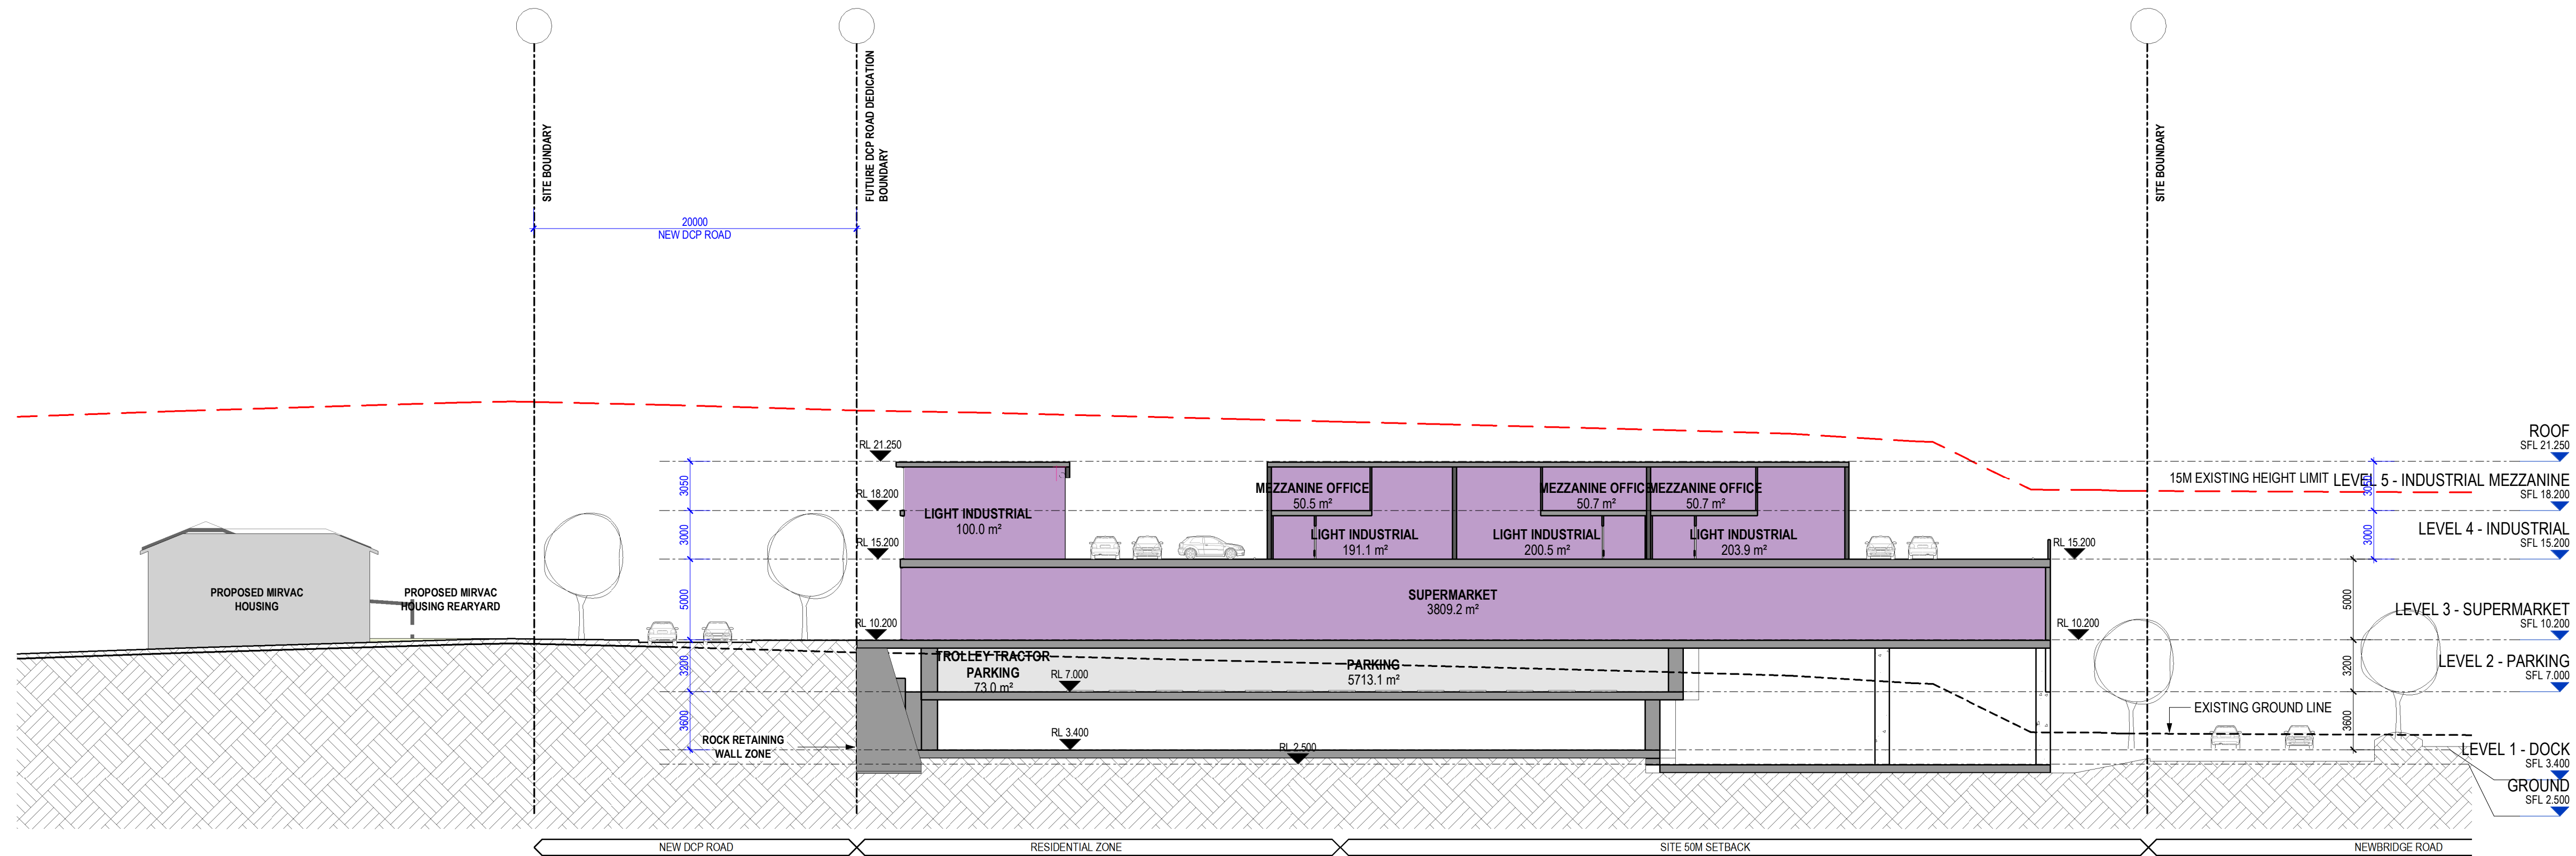 SITE BOUNDARY
FUTURE DCP ROAD DEDICATION
BOUNDARY
SITE BOUNDARY
20000
NEW DCP ROAD
ROOF
SFL 21.250
RL 21.250
3050
15M EXISTING HEIGHT LIMIT
LEVEL 5 - INDUSTRIAL MEZZANINE
SFL 18.200
3050
RL 18.200
MEZZANINE OFFICE
50.5 m²
MEZZANINE OFFICE
50.7 m²
MEZZANINE OFFICE
50.7 m²
LIGHT INDUSTRIAL
100.0 m²
3000
RL 15.200
LIGHT INDUSTRIAL
191.1 m²
LIGHT INDUSTRIAL
200.5 m²
LIGHT INDUSTRIAL
203.9 m²
RL 15.200
3000
LEVEL 4 - INDUSTRIAL
SFL 15.200
PROPOSED MIRVAC
HOUSING
PROPOSED MIRVAC
HOUSING REARYARD
5000
SUPERMARKET
3809.2 m²
5000
LEVEL 3 - SUPERMARKET
SFL 10.200
RL 10.200
RL 10.200
3200
TROLLEY TRACTOR
PARKING
73.0 m²
RL 7.000
PARKING
5713.1 m²
3200
LEVEL 2 - PARKING
SFL 7.000
EXISTING GROUND LINE
3600
3600
ROCK RETAINING
WALL ZONE
RL 3.400
RL 2.500
LEVEL 1 - DOCK
SFL 3.400
GROUND
SFL 2.500
NEW DCP ROAD
RESIDENTIAL ZONE
SITE 50M SETBACK
NEWBRIDGE ROAD